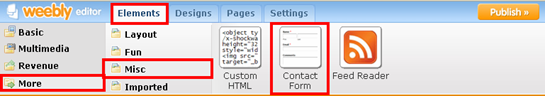 weebly editor
Elements Designs Pages Settings
Publish »
Basic
Multimedia
Revenue
More
Layout
Fun
Misc
Imported
<object ty
/x-shockwa
height="32
style="wid
<img src="
target="_b
Custom
HTML
Contact
Form
Feed Reader